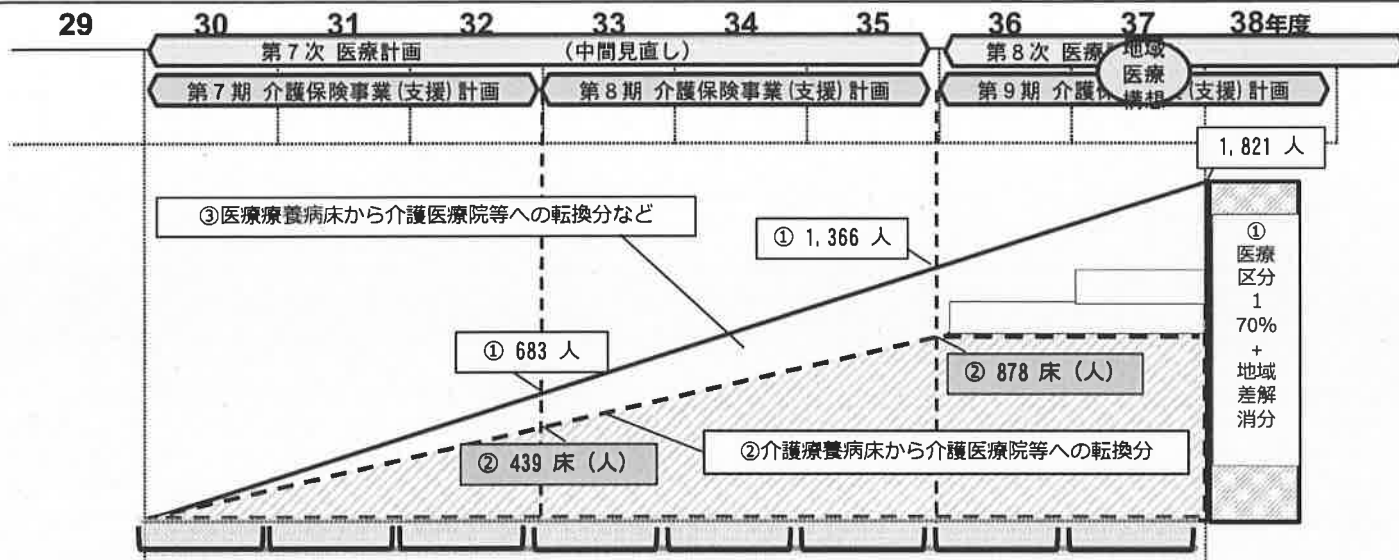 29 30 31 32 33 34 35 36 37 38年度
第7次 医療計画 (中間見直し)
第8次 医療
地域
医療
構想
第7期 介護保険事業(支援)計画
第8期 介護保険事業(支援)計画
第9期 介護保 (支援)計画
1,821 人
③医療療養病床から介護医療院等への転換分など
① 1,366 人
① 683 人
② 878 床(人)
② 439 床(人)
②介護療養病床から介護医療院等への転換分
①
医療
区分
1
70%
+
地域
差解
消分